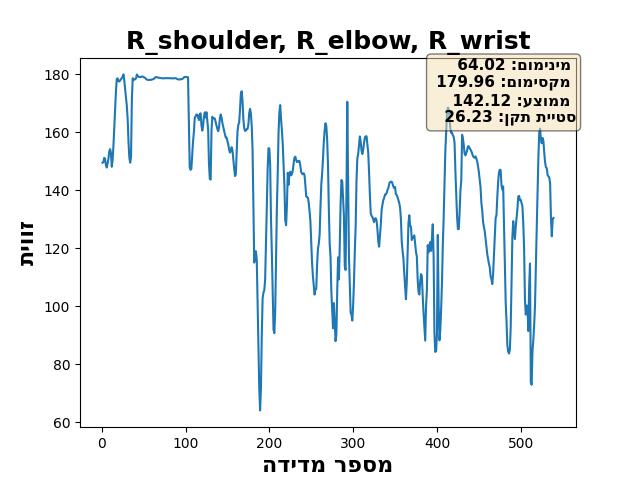 R_shoulder, R_elbow, R_wrist
מינימום: 64.02
מקסימום: 179.96
ממוצע: 142.12
סטיית תקן: 26.23
180
160
140
120
100
80
60
זווית
0 100 200 300 400 500
מספר מדידה